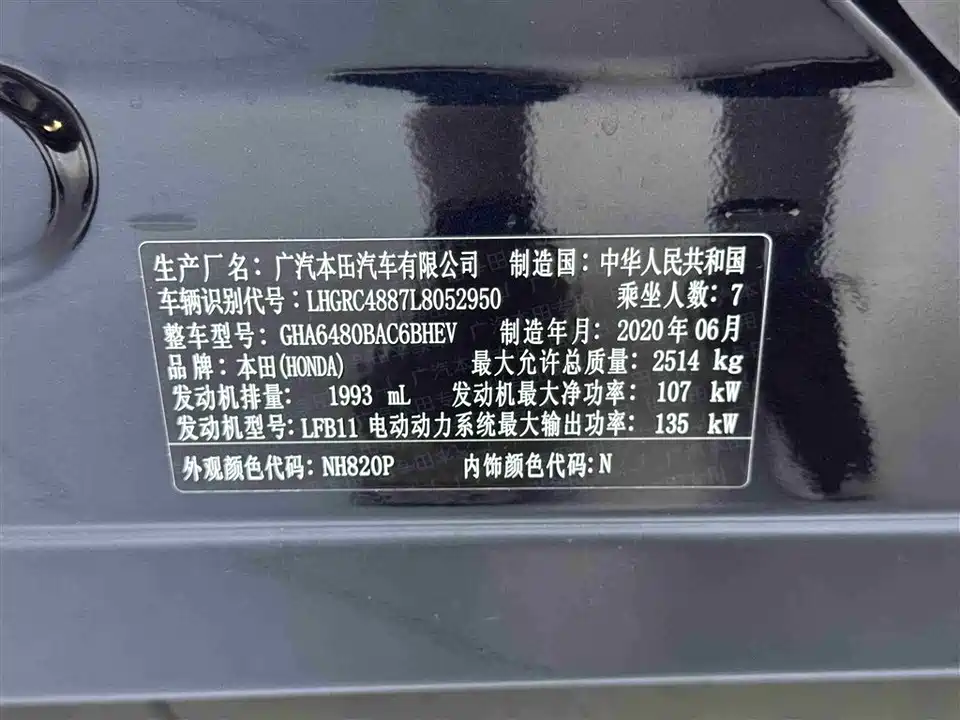 生产厂名：广汽本田汽车有限公司 制造国：中华人民共和国
车辆识别代号：LHGRC4887L8052950 乘坐人数：7
整车型号：GHA6480BAC6BHEV 制造年月：2020年06月
品牌：本田(HONDA) 最大允许总质量：2514 kg
发动机排量： 1993 mL 发动机最大净功率：107 kW
发动机型号：LFB11 电动动力系统最大输出功率：135 kW
外观颜色代码：NH820P 内饰颜色代码：N